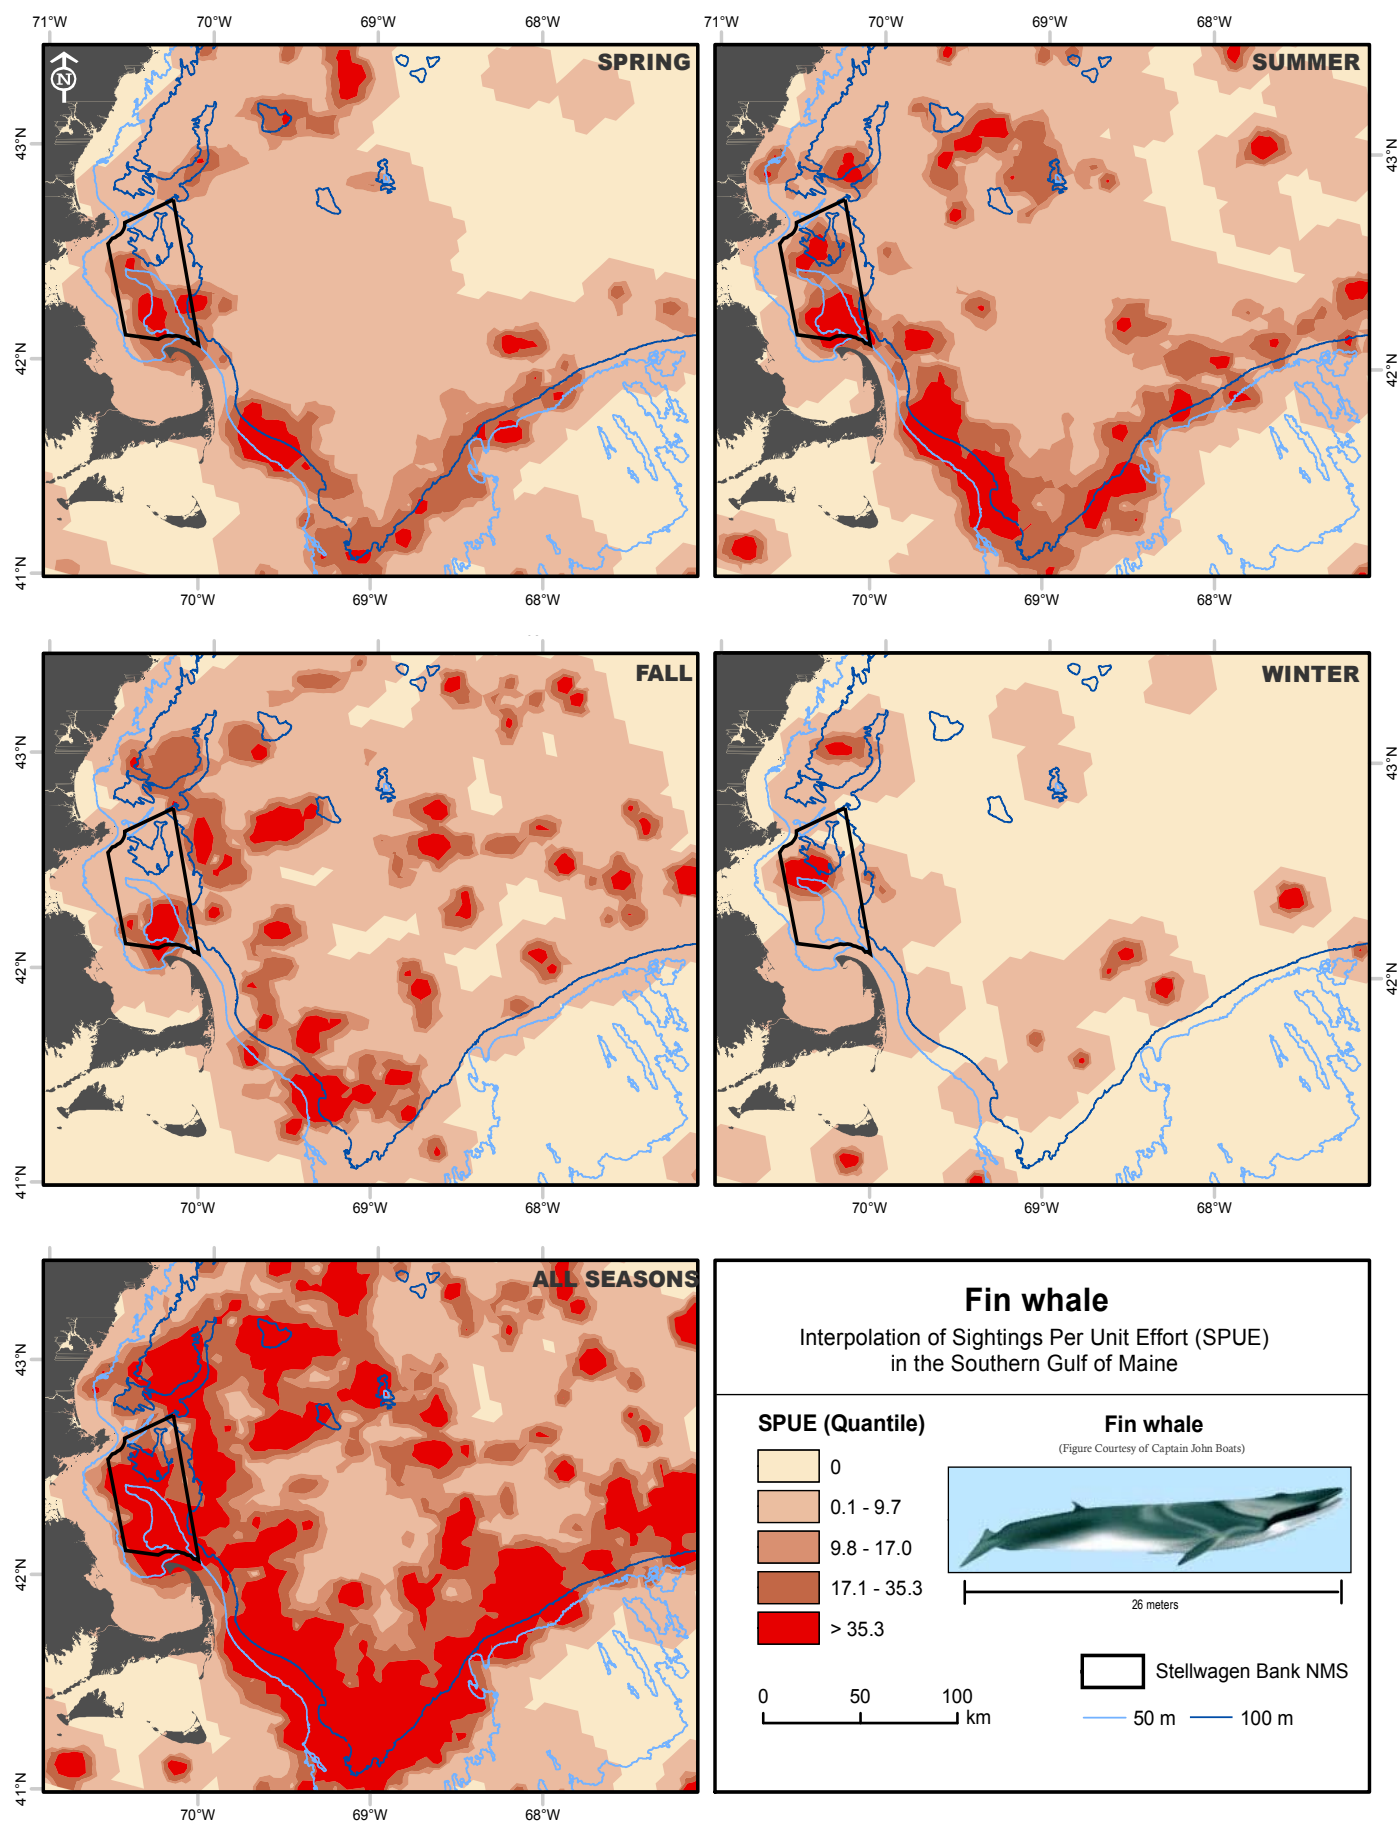 71°W 70°W 69°W 68°W 71°W 70°W 69°W 68°W
N
SPRING
SUMMER
43°N
42°N
41°N
43°N
42°N
70°W 69°W 68°W 70°W 69°W 68°W
FALL
WINTER
43°N
42°N
41°N
43°N
42°N
70°W 69°W 68°W 70°W 69°W 68°W
ALL SEASONS
43°N
42°N
41°N
70°W 69°W 68°W
Fin whale
Interpolation of Sightings Per Unit Effort (SPUE)
in the Southern Gulf of Maine
SPUE (Quantile)
0
0.1 - 9.7
9.8 - 17.0
17.1 - 35.3
> 35.3
Fin whale
(Figure Courtesy of Captain John Boats)
26 meters
Stellwagen Bank NMS
50 m 100 m
0 50 100
km